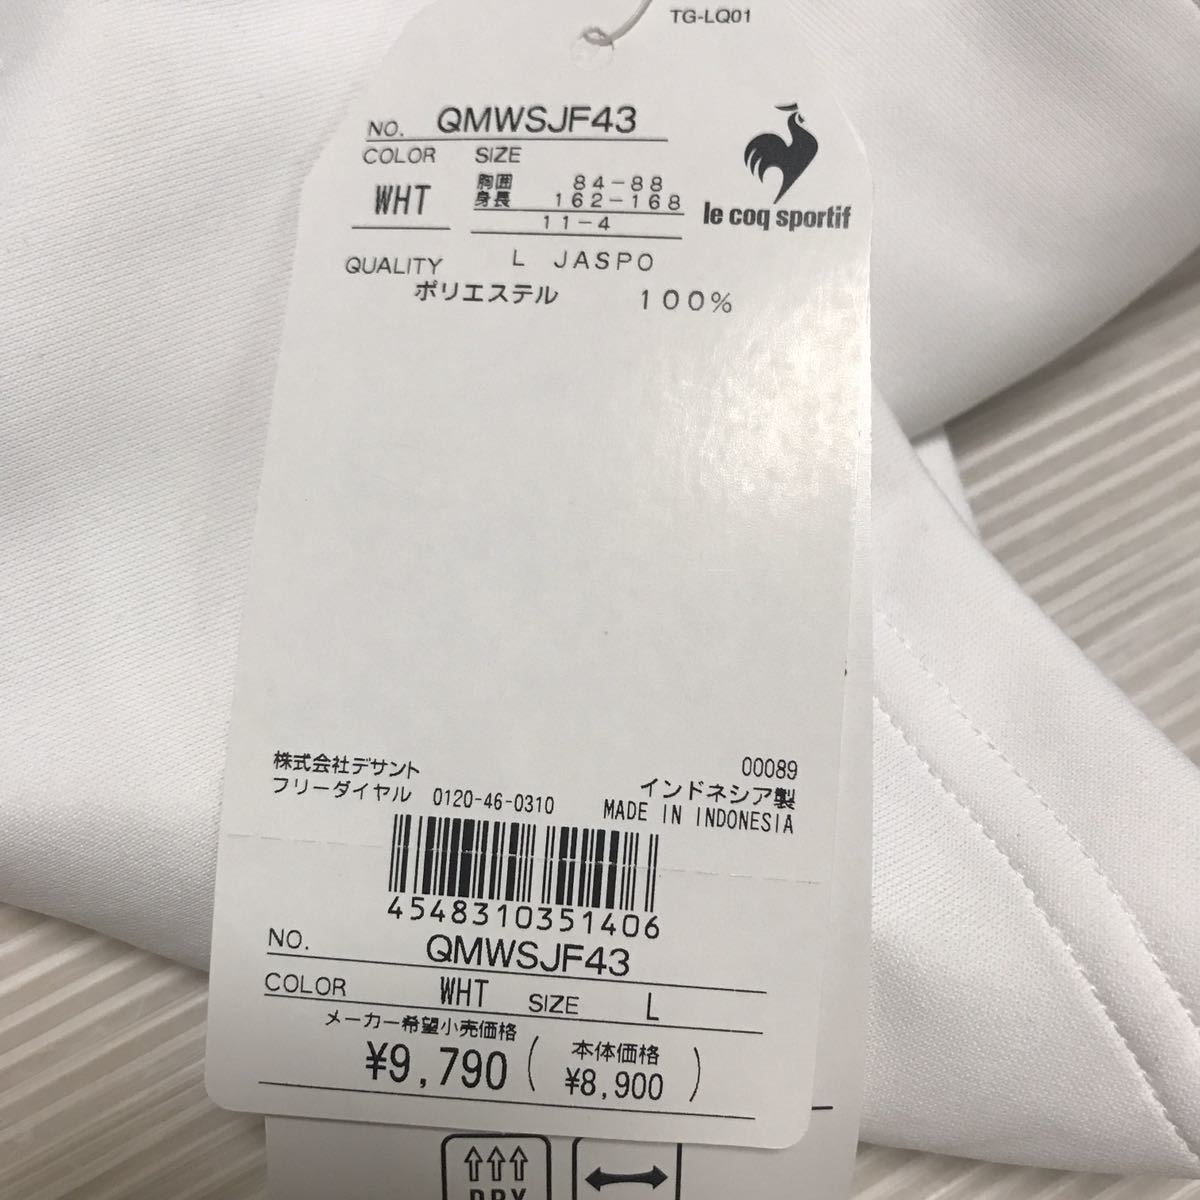 TG-LQ01
NO. QMWSJF43
COLOR SIZE
WHT
胸囲 84-88
身長 162-168
11-4
le coq sportif
QUALITY L JASPO
ポリエステル 100%
株式会社デサント 00089
フリーダイヤル 0120-46-0310 インドネシア製
MADE IN INDONESIA
4548310351406
NO. QMWSJF43
COLOR WHT SIZE L
メーカー希望小売価格
¥9,790 (本体価格 ¥8,900)
DRY